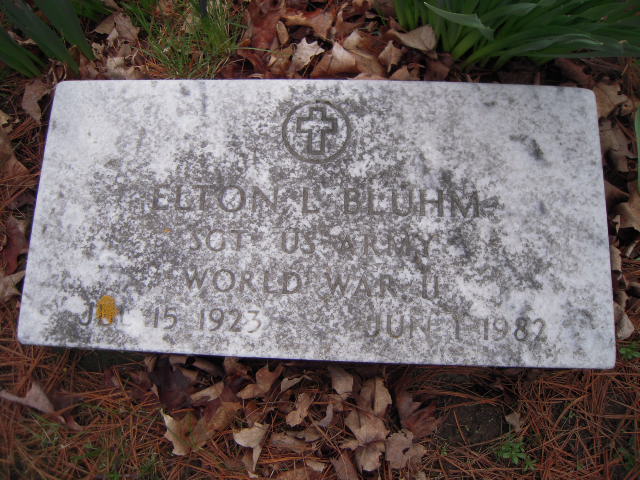 ELTON L BLUHM
SGT US ARMY
WORLD WAR II
JUL 15 1923 JUN 1 1982